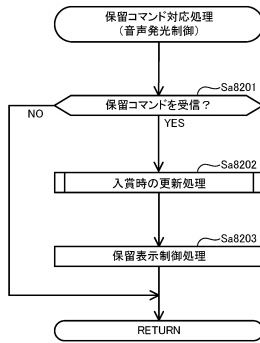 保留コマンド対応処理
(音声発光制御)
Sa8201
保留コマンドを受信？
NO
YES
Sa8202
入賞時の更新処理
Sa8203
保留表示制御処理
RETURN